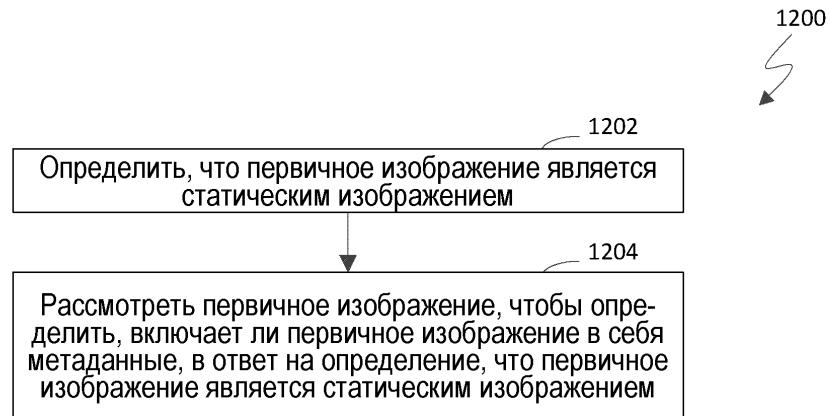 1200
1202
Определить, что первичное изображение является
статическим изображением
1204
Рассмотреть первичное изображение, чтобы опре-
делить, включает ли первичное изображение в себя
метаданные, в ответ на определение, что первичное
изображение является статическим изображением